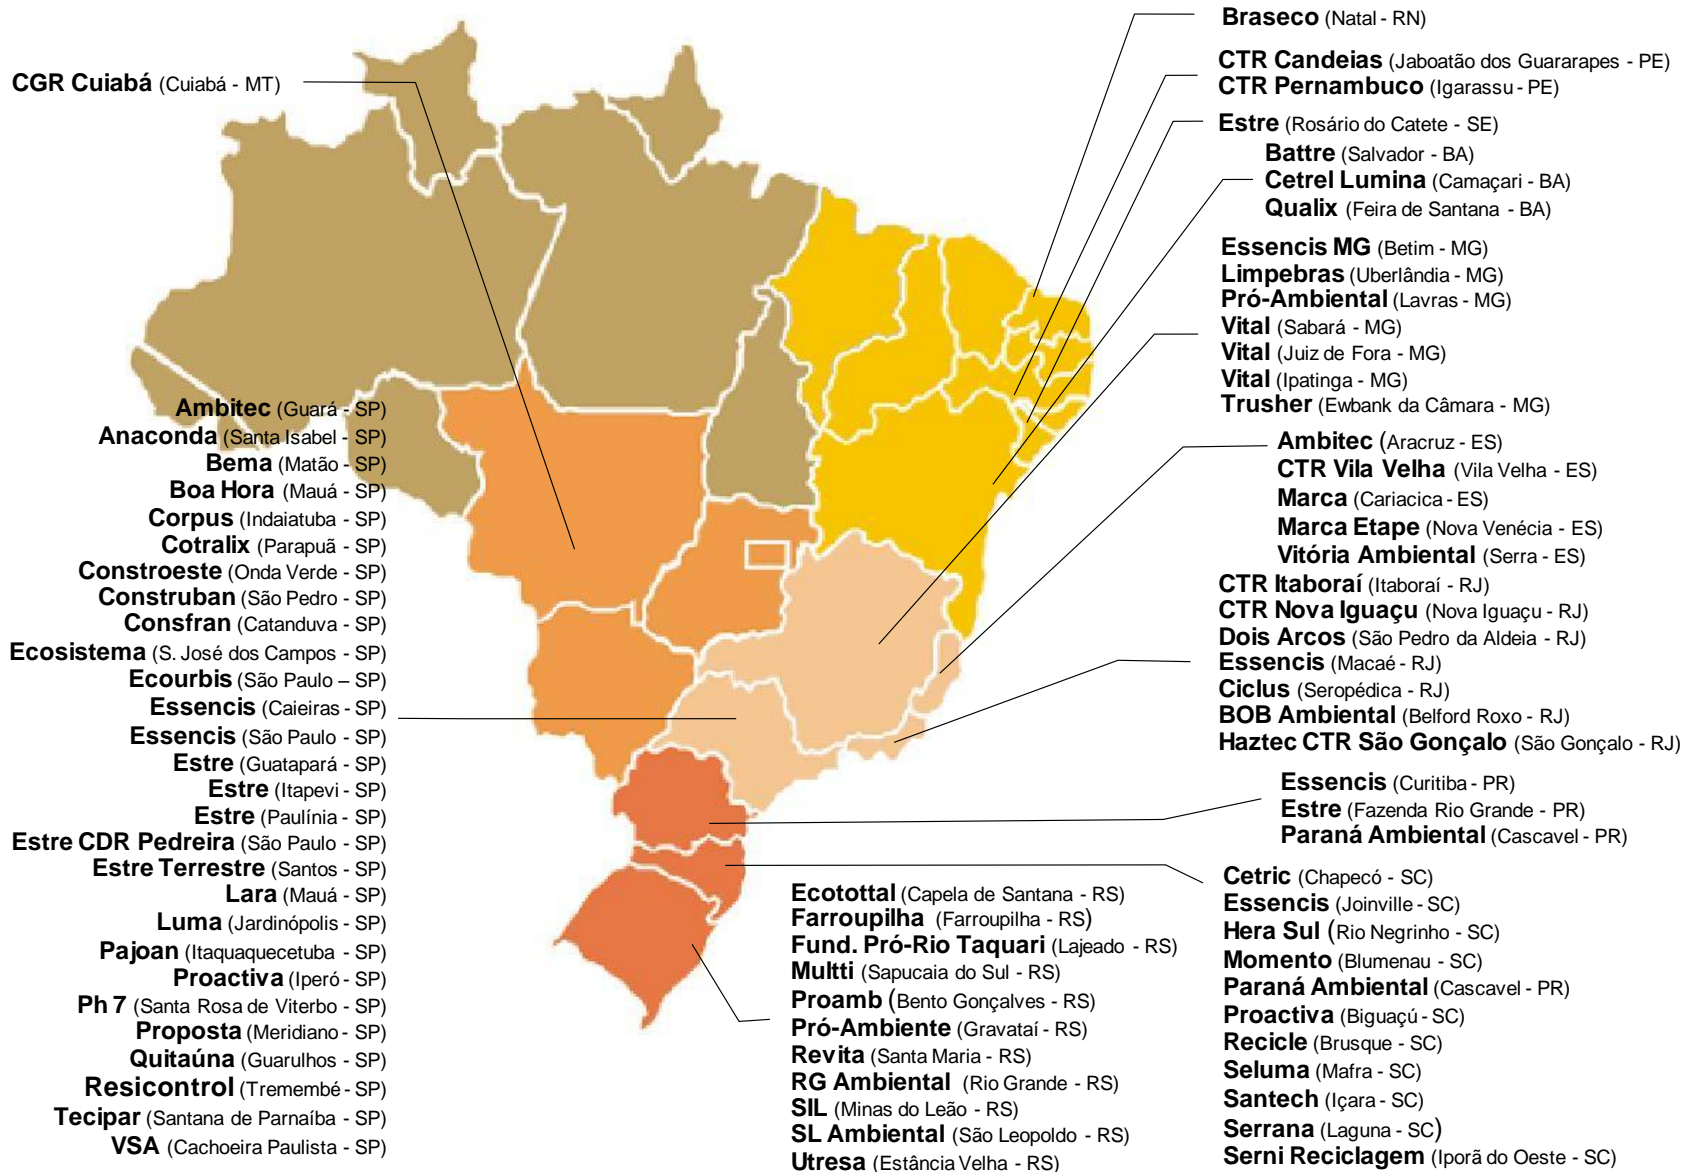 CGR Cuiabá (Cuiabá - MT)
Ambitec (Guará - SP)
Anaconda (Santa Isabel - SP)
Bema (Matão - SP)
Boa Hora (Mauá - SP)
Corpus (Indaiatuba - SP)
Cotralix (Parapuã - SP)
Constroeste (Onda Verde - SP)
Construban (São Pedro - SP)
Consfran (Catanduva - SP)
Ecosistema (S. José dos Campos - SP)
Ecourbis (São Paulo – SP)
Essencis (Caieiras - SP)
Essencis (São Paulo - SP)
Estre (Guatapará - SP)
Estre (Itapevi - SP)
Estre (Paulínia - SP)
Estre CDR Pedreira (São Paulo - SP)
Estre Terrestre (Santos - SP)
Lara (Mauá - SP)
Luma (Jardinópolis - SP)
Pajoan (Itaquaquecetuba - SP)
Proactiva (Iperó - SP)
Ph 7 (Santa Rosa de Viterbo - SP)
Proposta (Meridiano - SP)
Quitaúna (Guarulhos - SP)
Resicontrol (Tremembé - SP)
Tecipar (Santana de Parnaíba - SP)
VSA (Cachoeira Paulista - SP)
Ecotottal (Capela de Santana - RS)
Farroupilha (Farroupilha - RS)
Fund. Pró-Rio Taquari (Lajeado - RS)
Multti (Sapucaia do Sul - RS)
Proamb (Bento Gonçalves - RS)
Pró-Ambiente (Gravataí - RS)
Revita (Santa Maria - RS)
RG Ambiental (Rio Grande - RS)
SIL (Minas do Leão - RS)
SL Ambiental (São Leopoldo - RS)
Utresa (Estância Velha - RS)
Braseco (Natal - RN)
CTR Candeias (Jaboatão dos Guararapes - PE)
CTR Pernambuco (Igarassu - PE)
Estre (Rosário do Catete - SE)
Battre (Salvador - BA)
Cetrel Lumina (Camaçari - BA)
Qualix (Feira de Santana - BA)
Essencis MG (Betim - MG)
Limpebras (Uberlândia - MG)
Pró-Ambiental (Lavras - MG)
Vital (Sabará - MG)
Vital (Juiz de Fora - MG)
Vital (Ipatinga - MG)
Trusher (Ewbank da Câmara - MG)
Ambitec (Aracruz - ES)
CTR Vila Velha (Vila Velha - ES)
Marca (Cariacica - ES)
Marca Etape (Nova Venécia - ES)
Vitória Ambiental (Serra - ES)
CTR Itaboraí (Itaboraí - RJ)
CTR Nova Iguaçu (Nova Iguaçu - RJ)
Dois Arcos (São Pedro da Aldeia - RJ)
Essencis (Macaé - RJ)
Ciclus (Seropédica - RJ)
BOB Ambiental (Belford Roxo - RJ)
Haztec CTR São Gonçalo (São Gonçalo - RJ)
Essencis (Curitiba - PR)
Estre (Fazenda Rio Grande - PR)
Paraná Ambiental (Cascavel - PR)
Cetric (Chapecó - SC)
Essencis (Joinville - SC)
Hera Sul (Rio Negrinho - SC)
Momento (Blumenau - SC)
Paraná Ambiental (Cascavel - PR)
Proactiva (Biguaçú - SC)
Recicle (Brusque - SC)
Seluma (Mafra - SC)
Santech (Içara - SC)
Serrana (Laguna - SC)
Serni Reciclagem (Iporã do Oeste - SC)